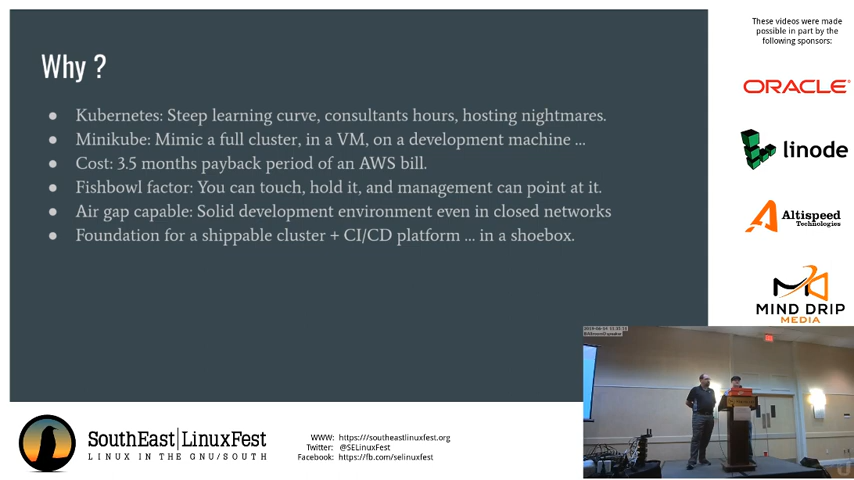 These videos were made
possible in part by the
following sponsors:
Why ?
Kubernetes: Steep learning curve, consultants hours, hosting nightmares.
Minikube: Mimic a full cluster, in a VM, on a development machine ...
Cost: 3.5 months payback period of an AWS bill.
Fishbowl factor: You can touch, hold it, and management can point at it.
Air gap capable: Solid development environment even in closed networks
Foundation for a shippable cluster + CI/CD platform ... in a shoebox.
ORACLE
linode
Altispeed
Technologies
MIND DRIP
MEDIA
SouthEast|LinuxFest
LINUX IN THE GNU/SOUTH
WWW: https:///southeastlinuxfest.org
Twitter: @SELinuxFest
Facebook: https://fb.com/selinuxfest